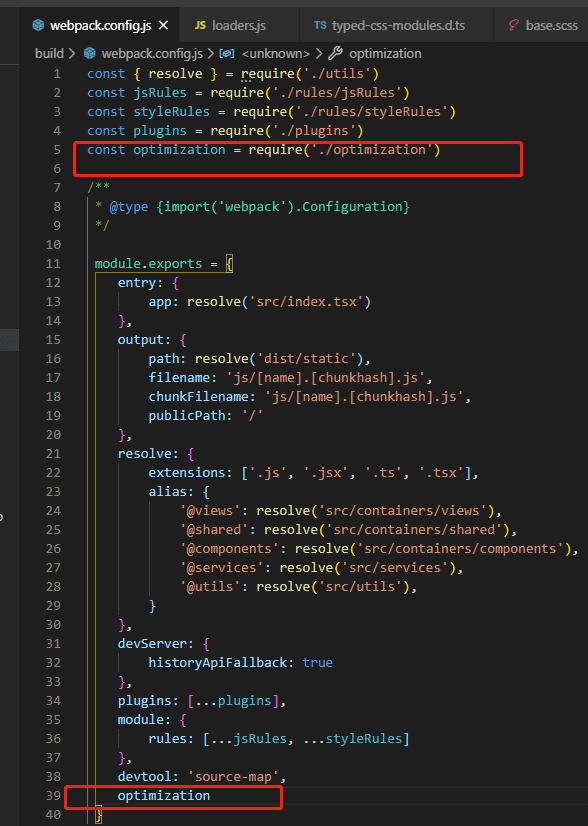 webpack.config.js
JS loaders.js
TS typed-css-modules.d.ts
base.scss
build > webpack.config.js > <unknown> > optimization
1 const { resolve } = require('./utils')
2 const jsRules = require('./rules/jsRules')
3 const styleRules = require('./rules/styleRules')
4 const plugins = require('./plugins')
5 const optimization = require('./optimization')
6
7 /**
8 * @type {import('webpack').Configuration}
9 */
10
11 module.exports = {
12 entry: {
13 app: resolve('src/index.tsx')
14 },
15 output: {
16 path: resolve('dist/static'),
17 filename: 'js/[name].[chunkhash].js',
18 chunkFilename: 'js/[name].[chunkhash].js',
19 publicPath: '/'
20 },
21 resolve: {
22 extensions: ['.js', '.jsx', '.ts', '.tsx'],
23 alias: {
24 '@views': resolve('src/containers/views'),
25 '@shared': resolve('src/containers/shared'),
26 '@components': resolve('src/containers/components'),
27 '@services': resolve('src/services'),
28 '@utils': resolve('src/utils'),
29 }
30 },
31 devServer: {
32 historyApiFallback: true
33 },
34 plugins: [...plugins],
35 module: {
36 rules: [...jsRules, ...styleRules]
37 },
38 devtool: 'source-map',
39 optimization
40 }